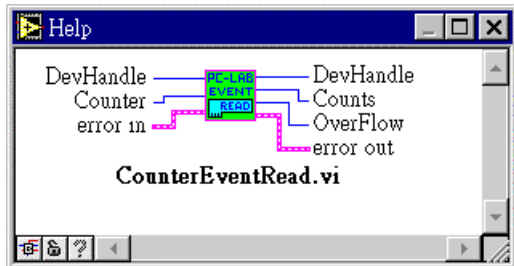 Help
DevHandle PC-LAB DevHandle
Counter EVENT Counts
error in READ OverFlow
error out
CounterEventRead.vi
?